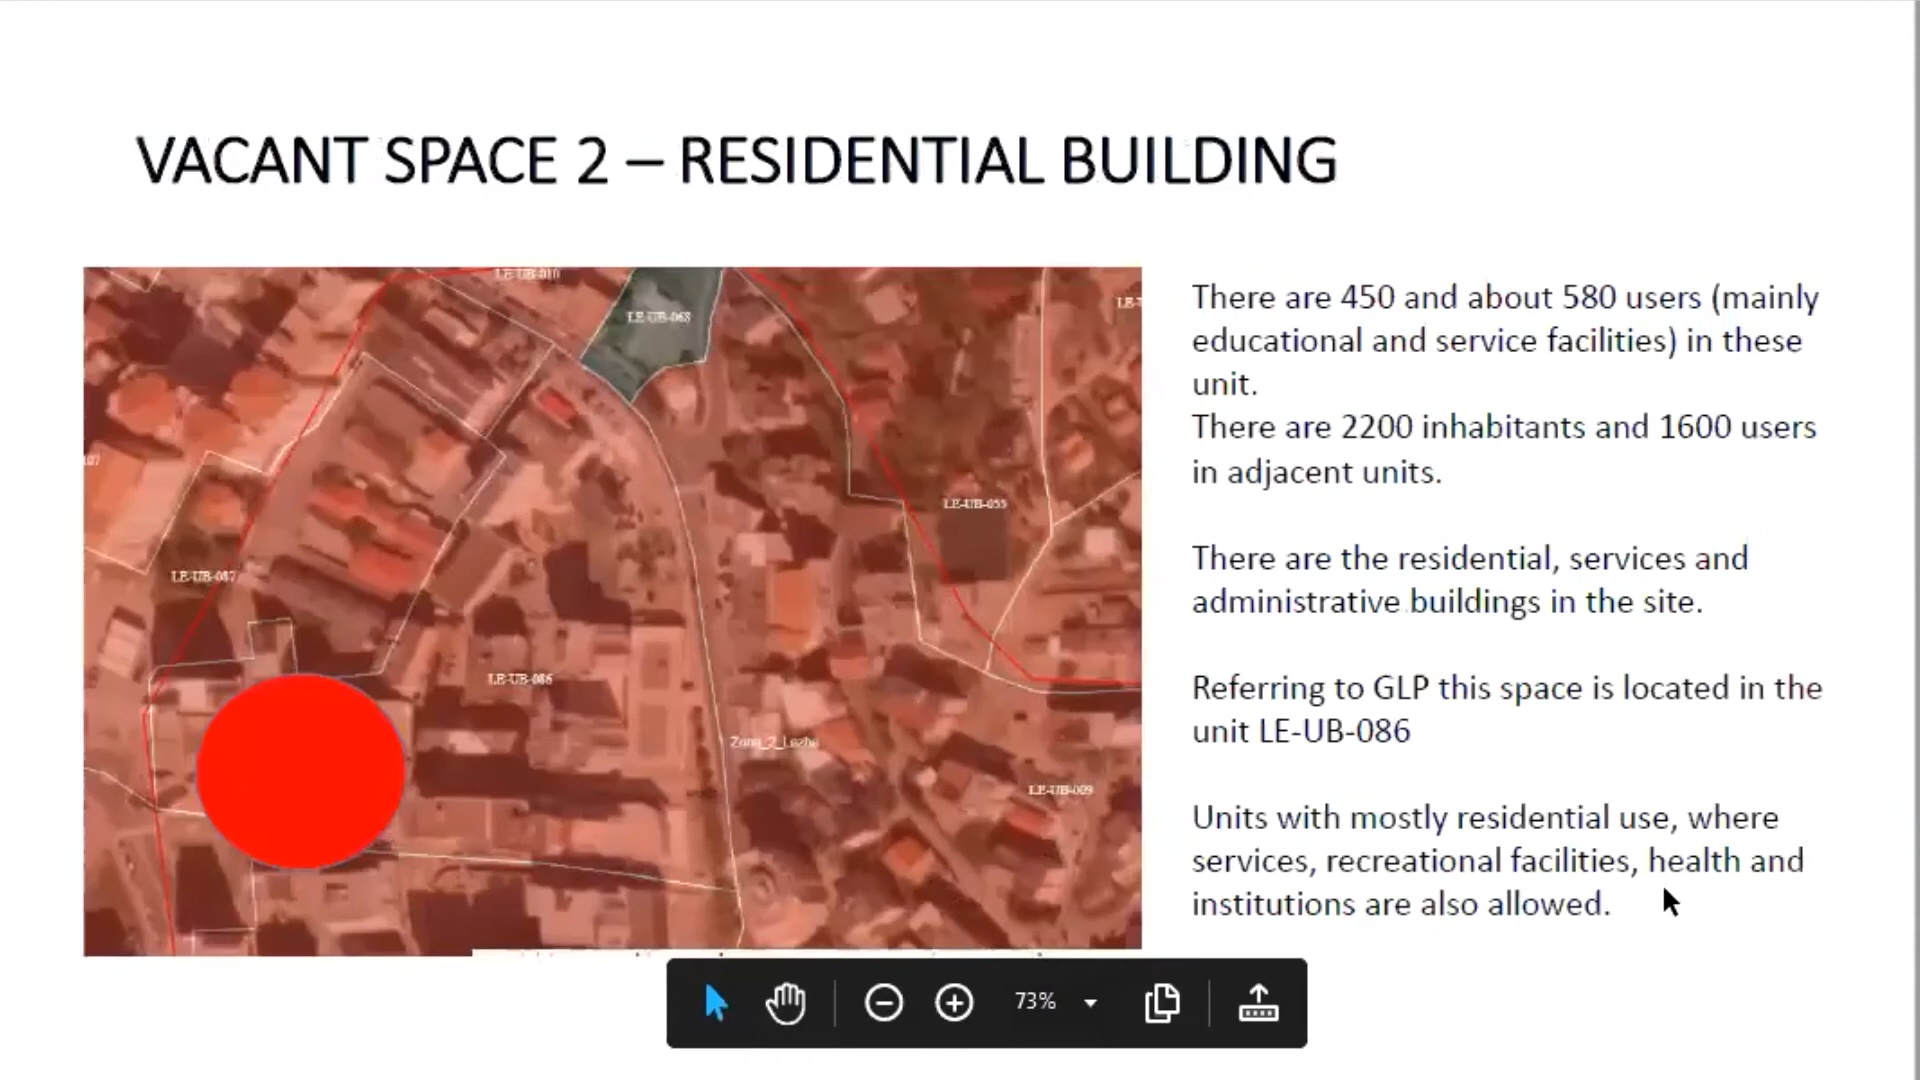 VACANT SPACE 2 – RESIDENTIAL BUILDING
LE-UB-010
LE-UB-068
LE-UB-055
LE-UB-087
LE-UB-086
Zona_2_Lezha
LE-UB-009
There are 450 and about 580 users (mainly
educational and service facilities) in these
unit.
There are 2200 inhabitants and 1600 users
in adjacent units.
There are the residential, services and
administrative buildings in the site.
Referring to GLP this space is located in the
unit LE-UB-086
Units with mostly residential use, where
services, recreational facilities, health and
institutions are also allowed.
73%